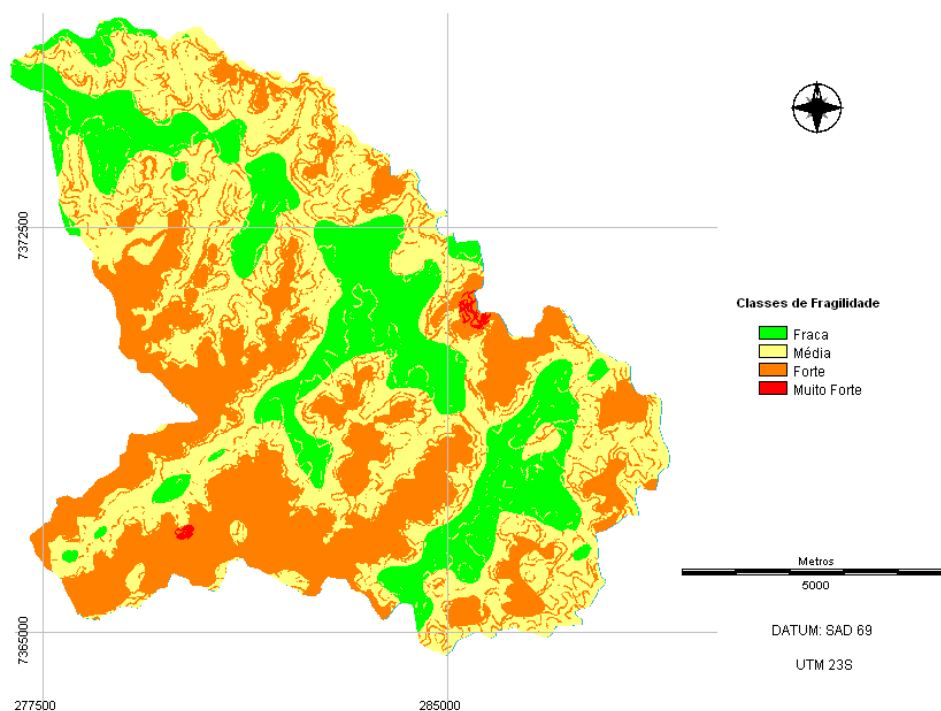 7372500
Classes de Fragilidade
Fraca
Média
Forte
Muito Forte
Metros
5000
DATUM: SAD 69
7365000
UTM 23S
277500
285000